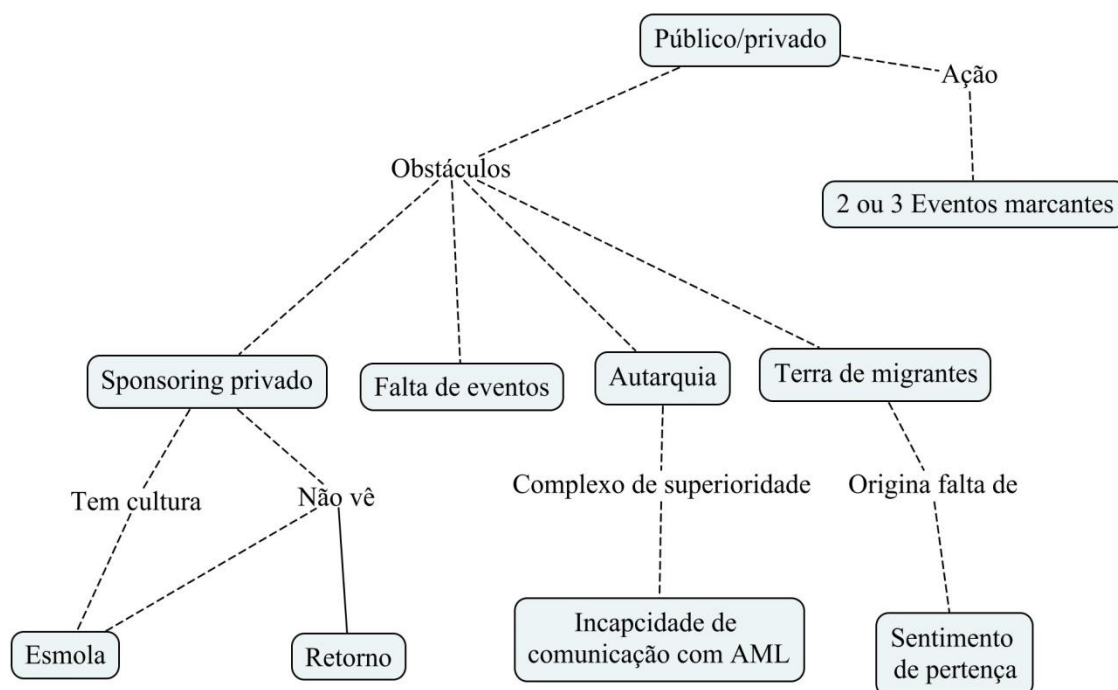 Público/privado
Ação
Obstáculos
2 ou 3 Eventos marcantes
Sponsoring privado
Falta de eventos
Autarquia
Terra de migrantes
Tem cultura
Não vê
Complexo de superioridade
Origina falta de
Esmola
Retorno
Incapcidade de
comunicação com AML
Sentimento
de pertença